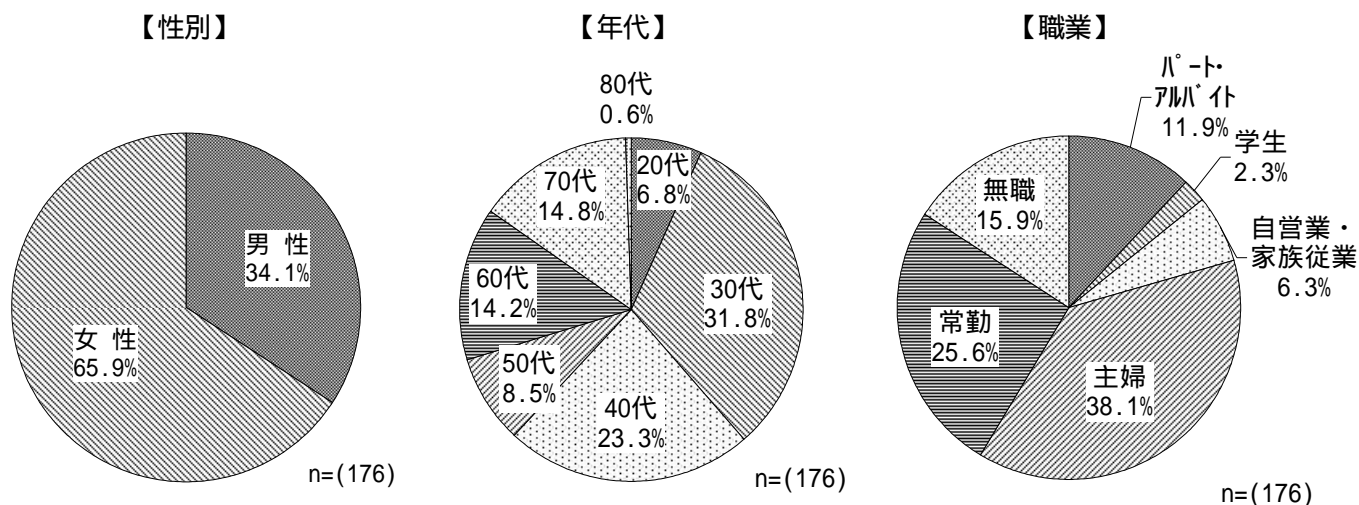 【性別】
男 性
34.1%
女 性
65.9%
n=(176)
【年代】
80代
0.6%
20代
6.8%
30代
31.8%
40代
23.3%
50代
8.5%
60代
14.2%
70代
14.8%
n=(176)
【職業】
ﾊﾟｰﾄ・
ｱﾙﾊﾞｲﾄ
11.9%
学生
2.3%
自営業・
家族従業
6.3%
主婦
38.1%
常勤
25.6%
無職
15.9%
n=(176)